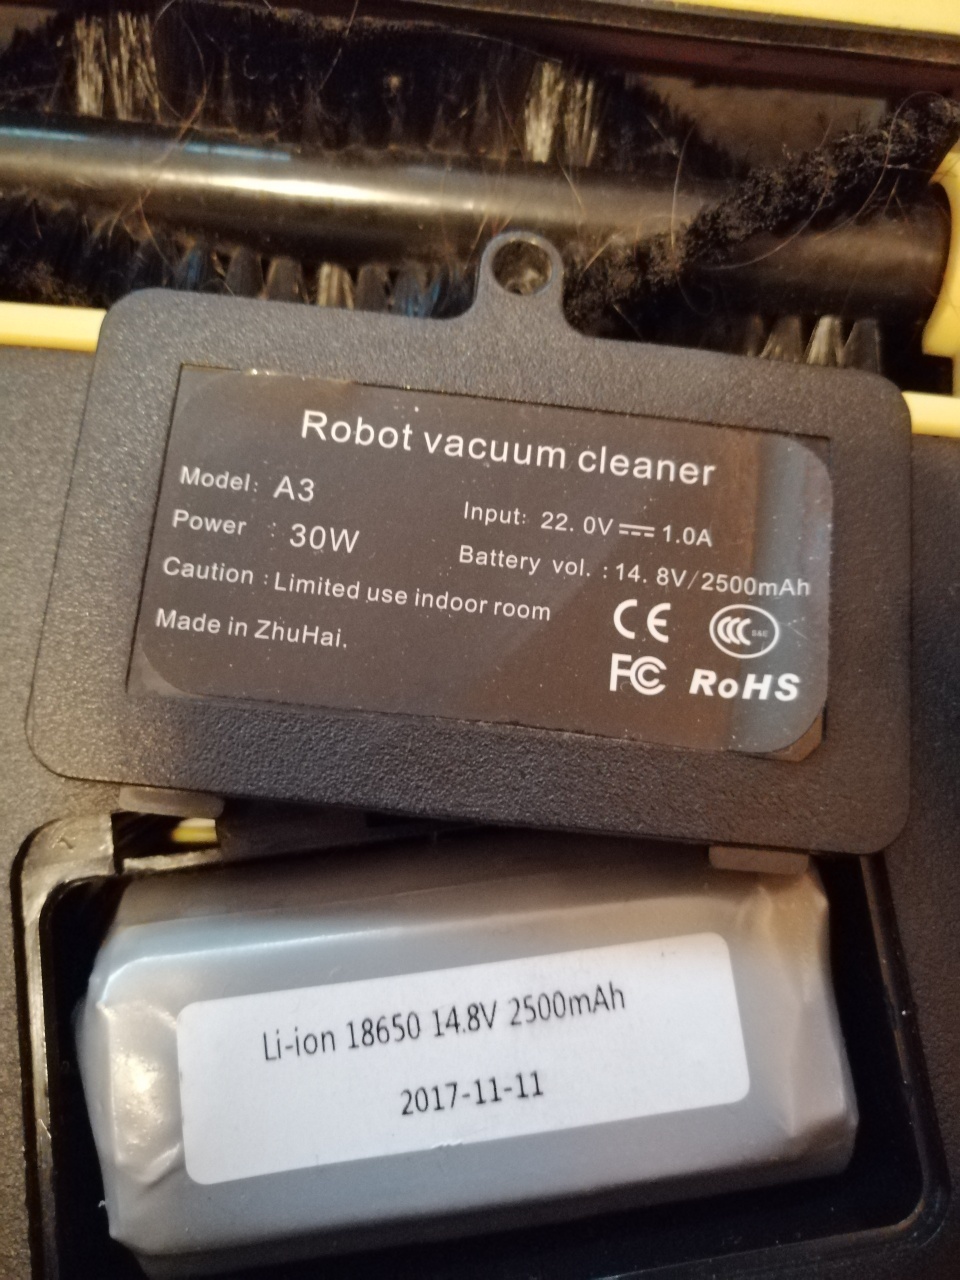 Robot vacuum cleaner
Model: A3
Input: 22. 0V⎓1.0A
Power : 30W
Battery vol. : 14. 8V/2500mAh
Caution : Limited use indoor room
Made in ZhuHai.
CE CCC S&E
FC RoHS
Li-ion 18650 14.8V 2500mAh
2017-11-11